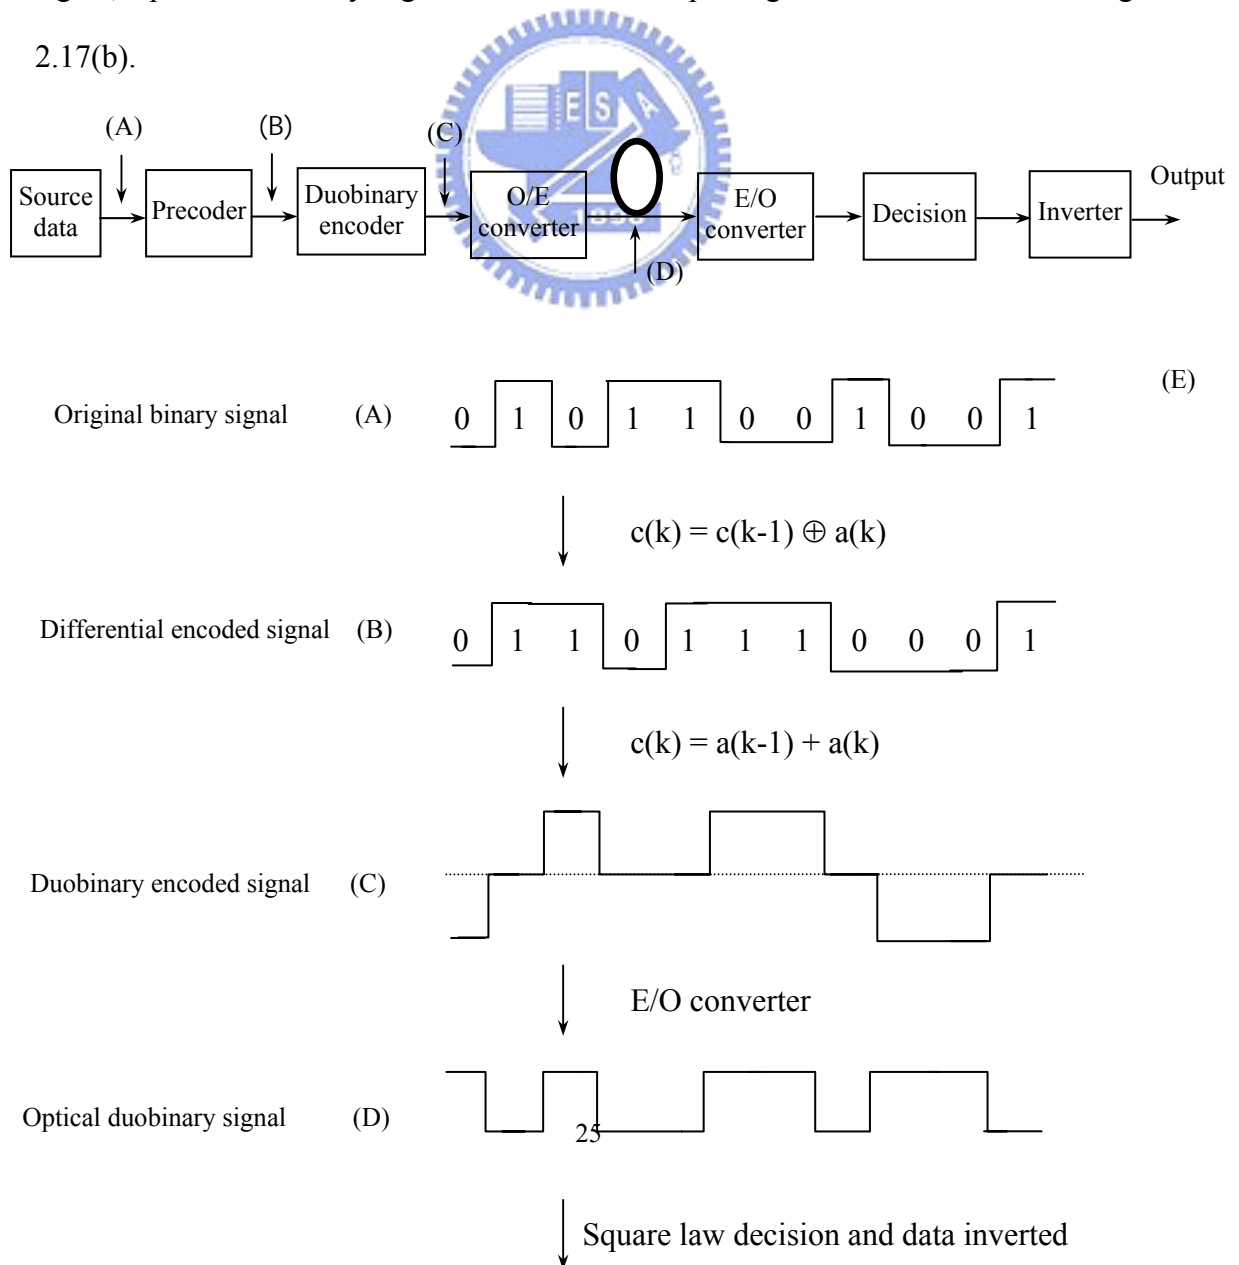 2.17(b).
(A)
(B)
(C)
Source data
Precoder
Duobinary encoder
O/E converter
E/O converter
Decision
Inverter
Output
(D)
ESA
(E)
Original binary signal (A) 0 1 0 1 1 0 0 1 0 0 1
c(k) = c(k-1) ⊕ a(k)
Differential encoded signal (B) 0 1 1 0 1 1 1 0 0 0 1
c(k) = a(k-1) + a(k)
Duobinary encoded signal (C)
E/O converter
Optical duobinary signal (D)
25
Square law decision and data inverted